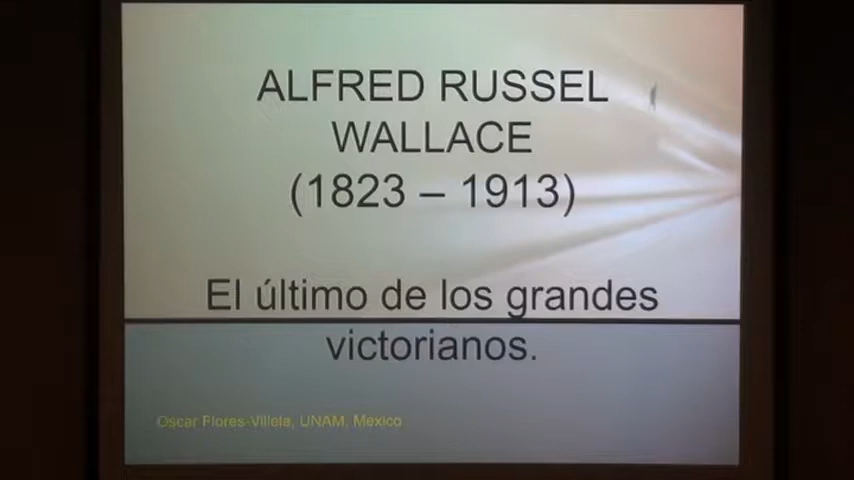 ALFRED RUSSEL
WALLACE
(1823 – 1913)
El último de los grandes
victorianos.
Oscar Flores-Villela, UNAM, Mexico